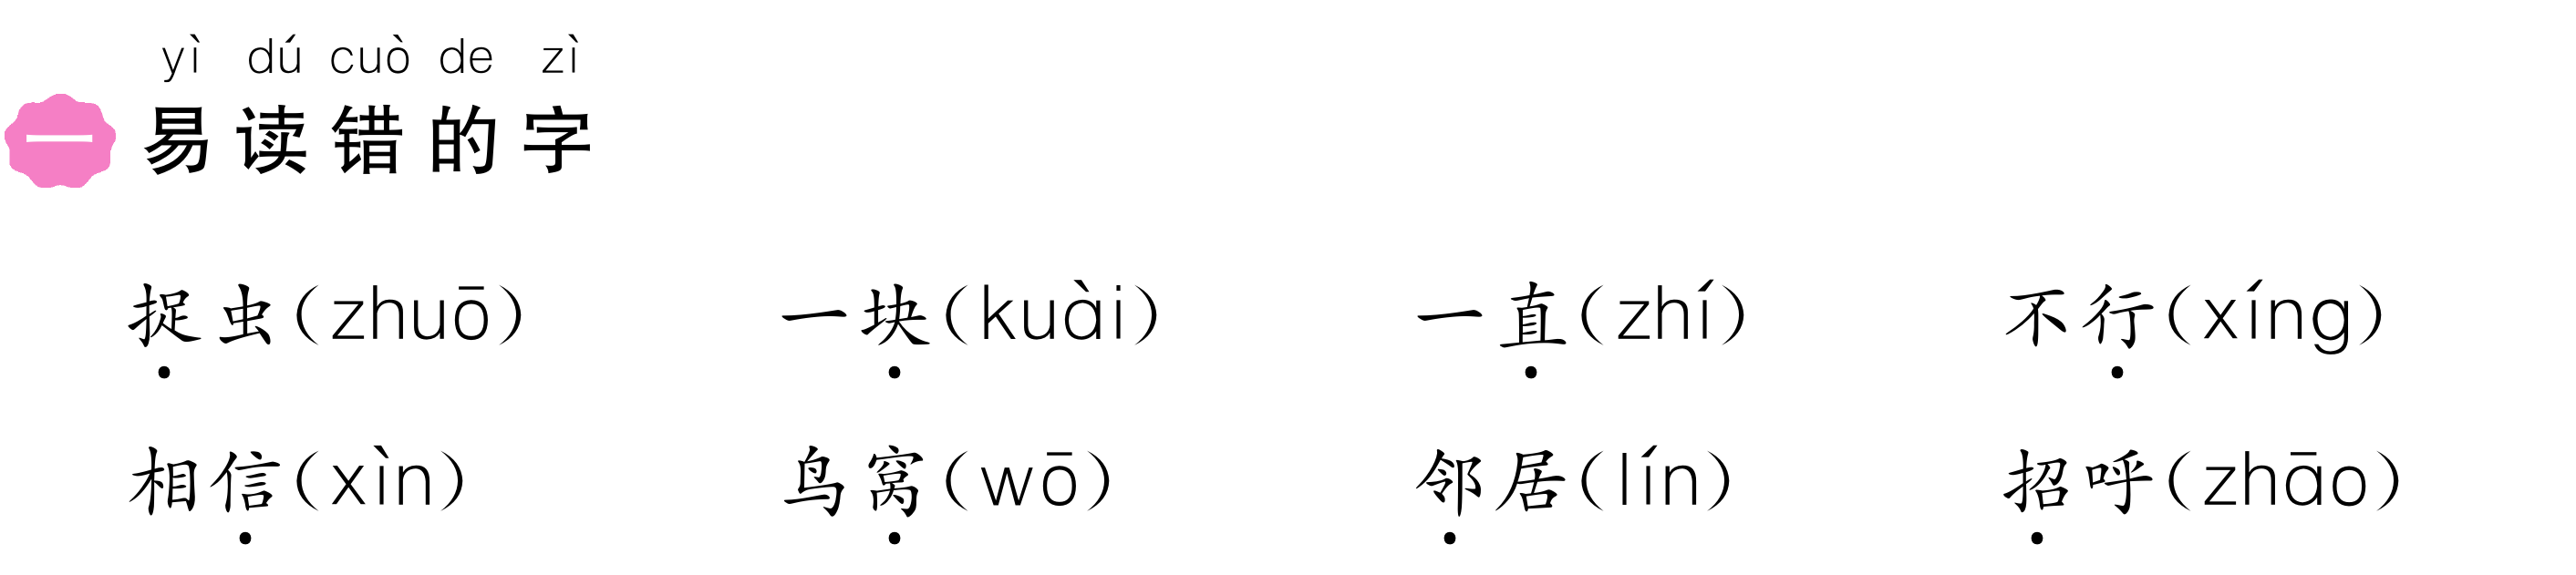 yì dú cuò de zì
一 易读错的字
捉虫(zhuō) 一块(kuài) 一直(zhí) 不行(xíng)
相信(xìn) 鸟窝(wō) 邻居(lín) 招呼(zhāo)